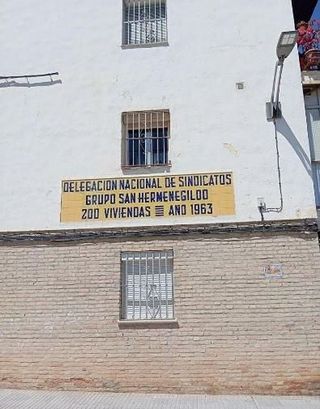 DELEGACION NACIONAL DE SINDICATOS
GRUPO SAN HERMENEGILDO
200 VIVIENDAS AÑO 1963